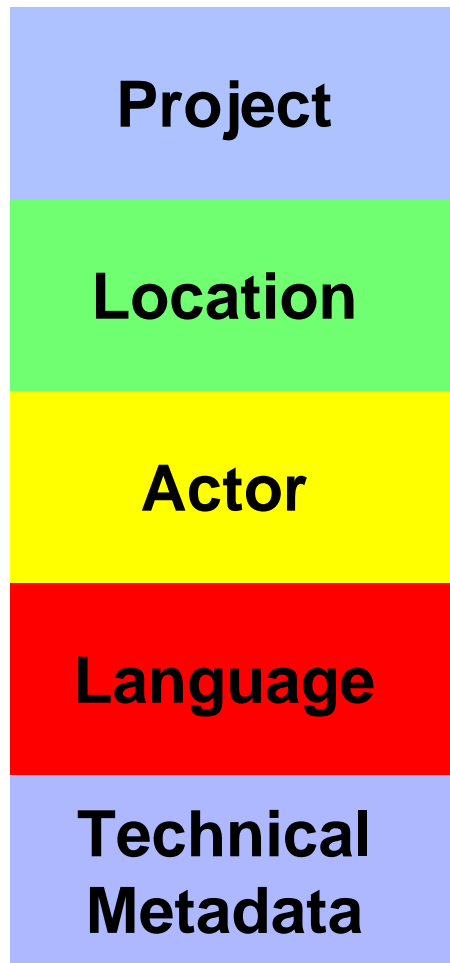 Project
Location
Actor
Language
Technical
Metadata